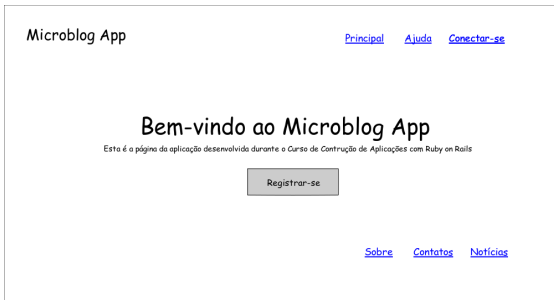 Microblog App
Principal Ajuda Conectar-se
Bem-vindo ao Microblog App
Esta é a página da aplicação desenvolvida durante o Curso de Contrução de Aplicações com Ruby on Rails
Registrar-se
Sobre Contatos Notícias